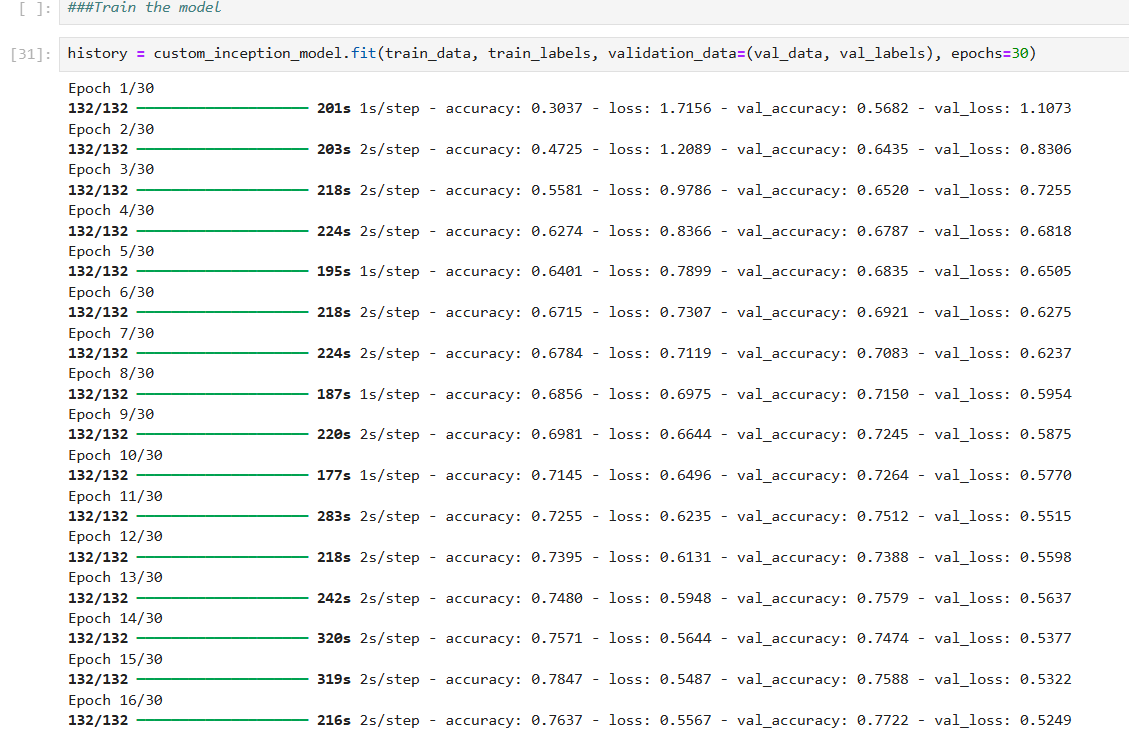 [ ]: ###Train the model
[31]: history = custom_inception_model.fit(train_data, train_labels, validation_data=(val_data, val_labels), epochs=30)
Epoch 1/30
132/132 201s 1s/step - accuracy: 0.3037 - loss: 1.7156 - val_accuracy: 0.5682 - val_loss: 1.1073
Epoch 2/30
132/132 203s 2s/step - accuracy: 0.4725 - loss: 1.2089 - val_accuracy: 0.6435 - val_loss: 0.8306
Epoch 3/30
132/132 218s 2s/step - accuracy: 0.5581 - loss: 0.9786 - val_accuracy: 0.6520 - val_loss: 0.7255
Epoch 4/30
132/132 224s 2s/step - accuracy: 0.6274 - loss: 0.8366 - val_accuracy: 0.6787 - val_loss: 0.6818
Epoch 5/30
132/132 195s 1s/step - accuracy: 0.6401 - loss: 0.7899 - val_accuracy: 0.6835 - val_loss: 0.6505
Epoch 6/30
132/132 218s 2s/step - accuracy: 0.6715 - loss: 0.7307 - val_accuracy: 0.6921 - val_loss: 0.6275
Epoch 7/30
132/132 224s 2s/step - accuracy: 0.6784 - loss: 0.7119 - val_accuracy: 0.7083 - val_loss: 0.6237
Epoch 8/30
132/132 187s 1s/step - accuracy: 0.6856 - loss: 0.6975 - val_accuracy: 0.7150 - val_loss: 0.5954
Epoch 9/30
132/132 220s 2s/step - accuracy: 0.6981 - loss: 0.6644 - val_accuracy: 0.7245 - val_loss: 0.5875
Epoch 10/30
132/132 177s 1s/step - accuracy: 0.7145 - loss: 0.6496 - val_accuracy: 0.7264 - val_loss: 0.5770
Epoch 11/30
132/132 283s 2s/step - accuracy: 0.7255 - loss: 0.6235 - val_accuracy: 0.7512 - val_loss: 0.5515
Epoch 12/30
132/132 218s 2s/step - accuracy: 0.7395 - loss: 0.6131 - val_accuracy: 0.7388 - val_loss: 0.5598
Epoch 13/30
132/132 242s 2s/step - accuracy: 0.7480 - loss: 0.5948 - val_accuracy: 0.7579 - val_loss: 0.5637
Epoch 14/30
132/132 320s 2s/step - accuracy: 0.7571 - loss: 0.5644 - val_accuracy: 0.7474 - val_loss: 0.5377
Epoch 15/30
132/132 319s 2s/step - accuracy: 0.7847 - loss: 0.5487 - val_accuracy: 0.7588 - val_loss: 0.5322
Epoch 16/30
132/132 216s 2s/step - accuracy: 0.7637 - loss: 0.5567 - val_accuracy: 0.7722 - val_loss: 0.5249